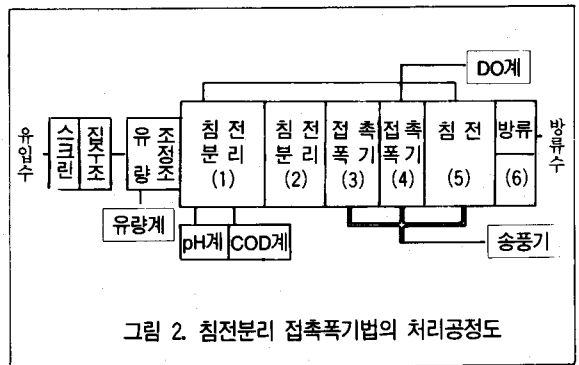 DO계
유입수
스크린
집수조
유량
조정조
침전
분리
(1)
침전
분리
(2)
접촉
폭기
(3)
접촉
폭기
(4)
침전
(5)
방류
(6)
방류수
유량계
pH계
COD계
송풍기
그림 2. 침전분리 접촉폭기법의 처리공정도